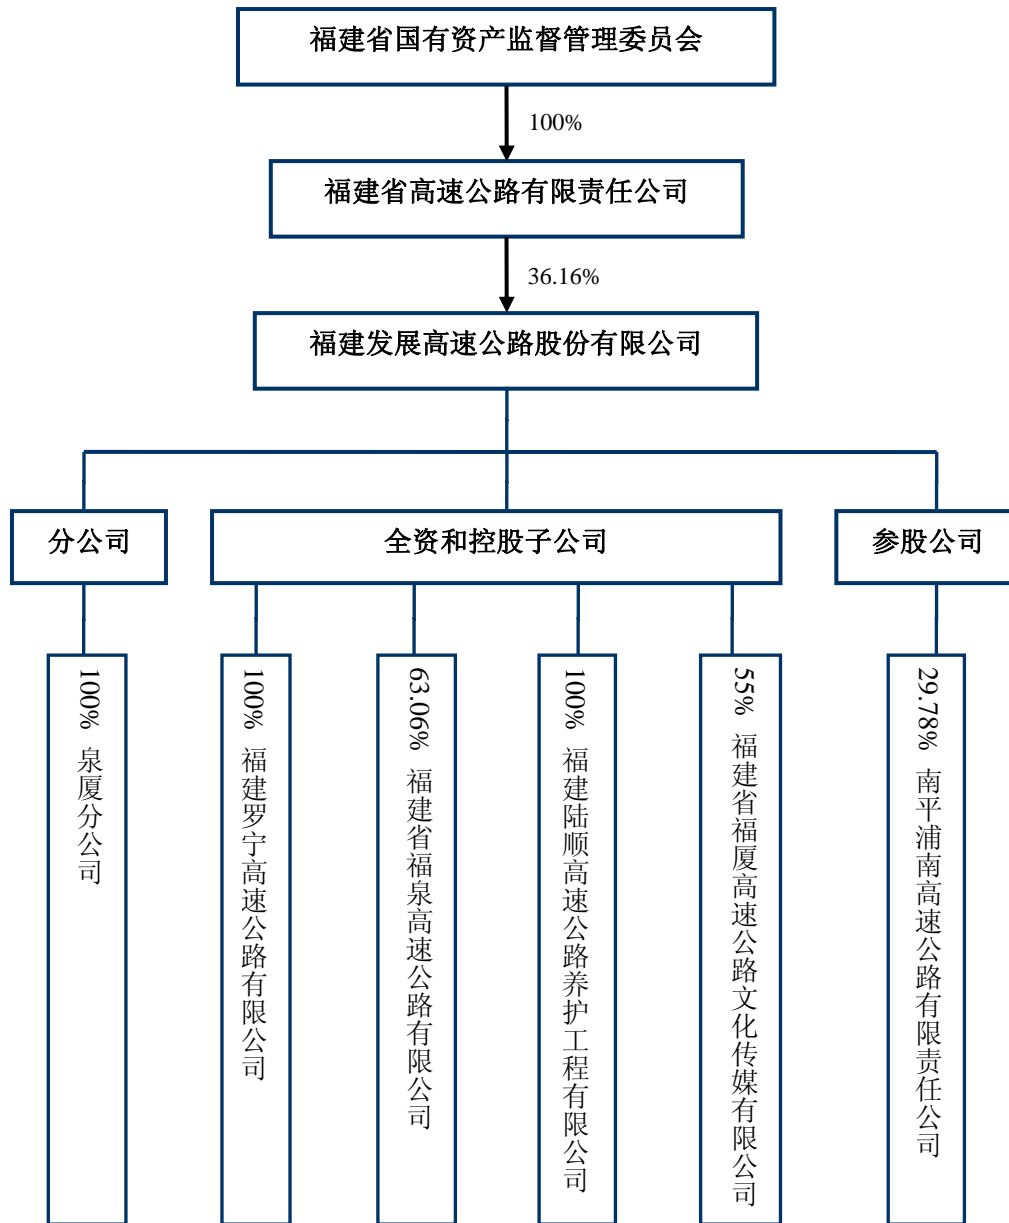 福建省国有资产监督管理委员会
100%
福建省高速公路有限责任公司
36.16%
福建发展高速公路股份有限公司
分公司
全资和控股子公司
参股公司
100% 泉厦分公司
100% 福建罗宁高速公路有限公司
63.06% 福建省福泉高速公路有限公司
100% 福建陆顺高速公路养护工程有限公司
55% 福建省福厦高速公路文化传媒有限公司
29.78% 南平浦南高速公路有限责任公司